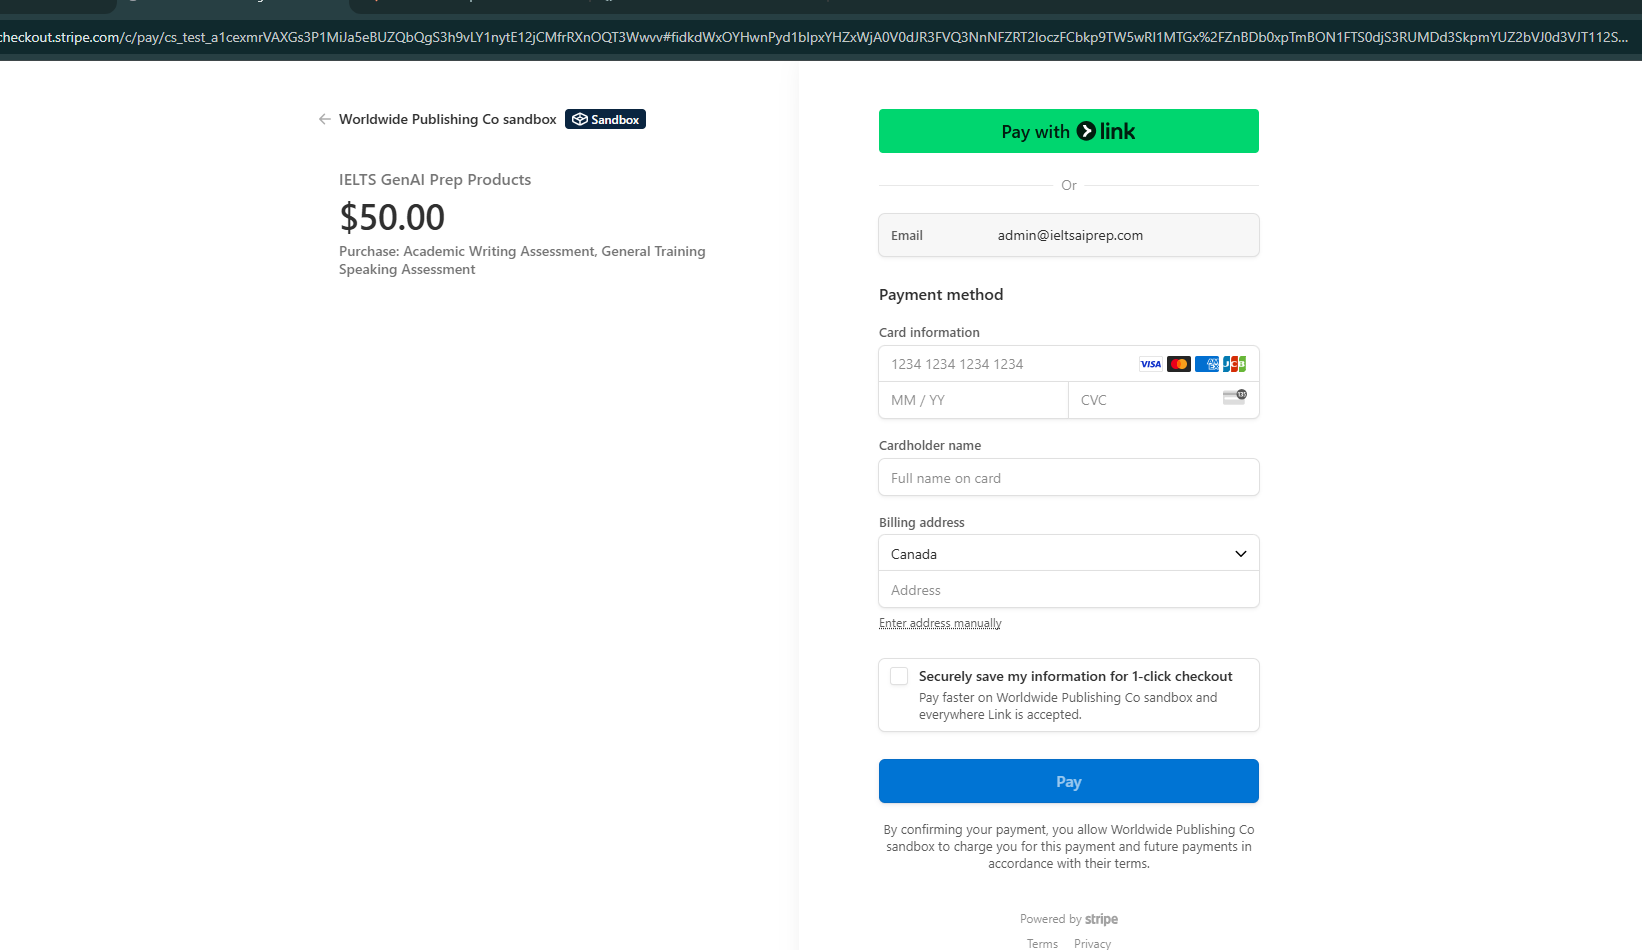 checkout.stripe.com/c/pay/cs_test_a1cexmrVAXGs3P1MiJa5eBUZQbQgS3h9vLY1nytE12jCMfrRXnOQT3Wwvv#fidkdWxOYHwnPyd1blpxYHZxWjA0V0dJR3FVQ3NnNFZRT2loczFCbkp9TW5wRl1MTGx%2FZnBDb0xpTmBON1FTS0djS3RUMDd3SkpmYUZ2bVJ0d3VJT112S...
Worldwide Publishing Co sandbox Sandbox
IELTS GenAI Prep Products
$50.00
Purchase: Academic Writing Assessment, General Training
Speaking Assessment
Pay with link
Or
Email admin@ieltsaiprep.com
Payment method
Card information
1234 1234 1234 1234 VISA
MM / YY CVC
Cardholder name
Full name on card
Billing address
Canada
Address
Enter address manually
Securely save my information for 1-click checkout
Pay faster on Worldwide Publishing Co sandbox and
everywhere Link is accepted.
Pay
By confirming your payment, you allow Worldwide Publishing Co
sandbox to charge you for this payment and future payments in
accordance with their terms.
Powered by stripe
Terms Privacy